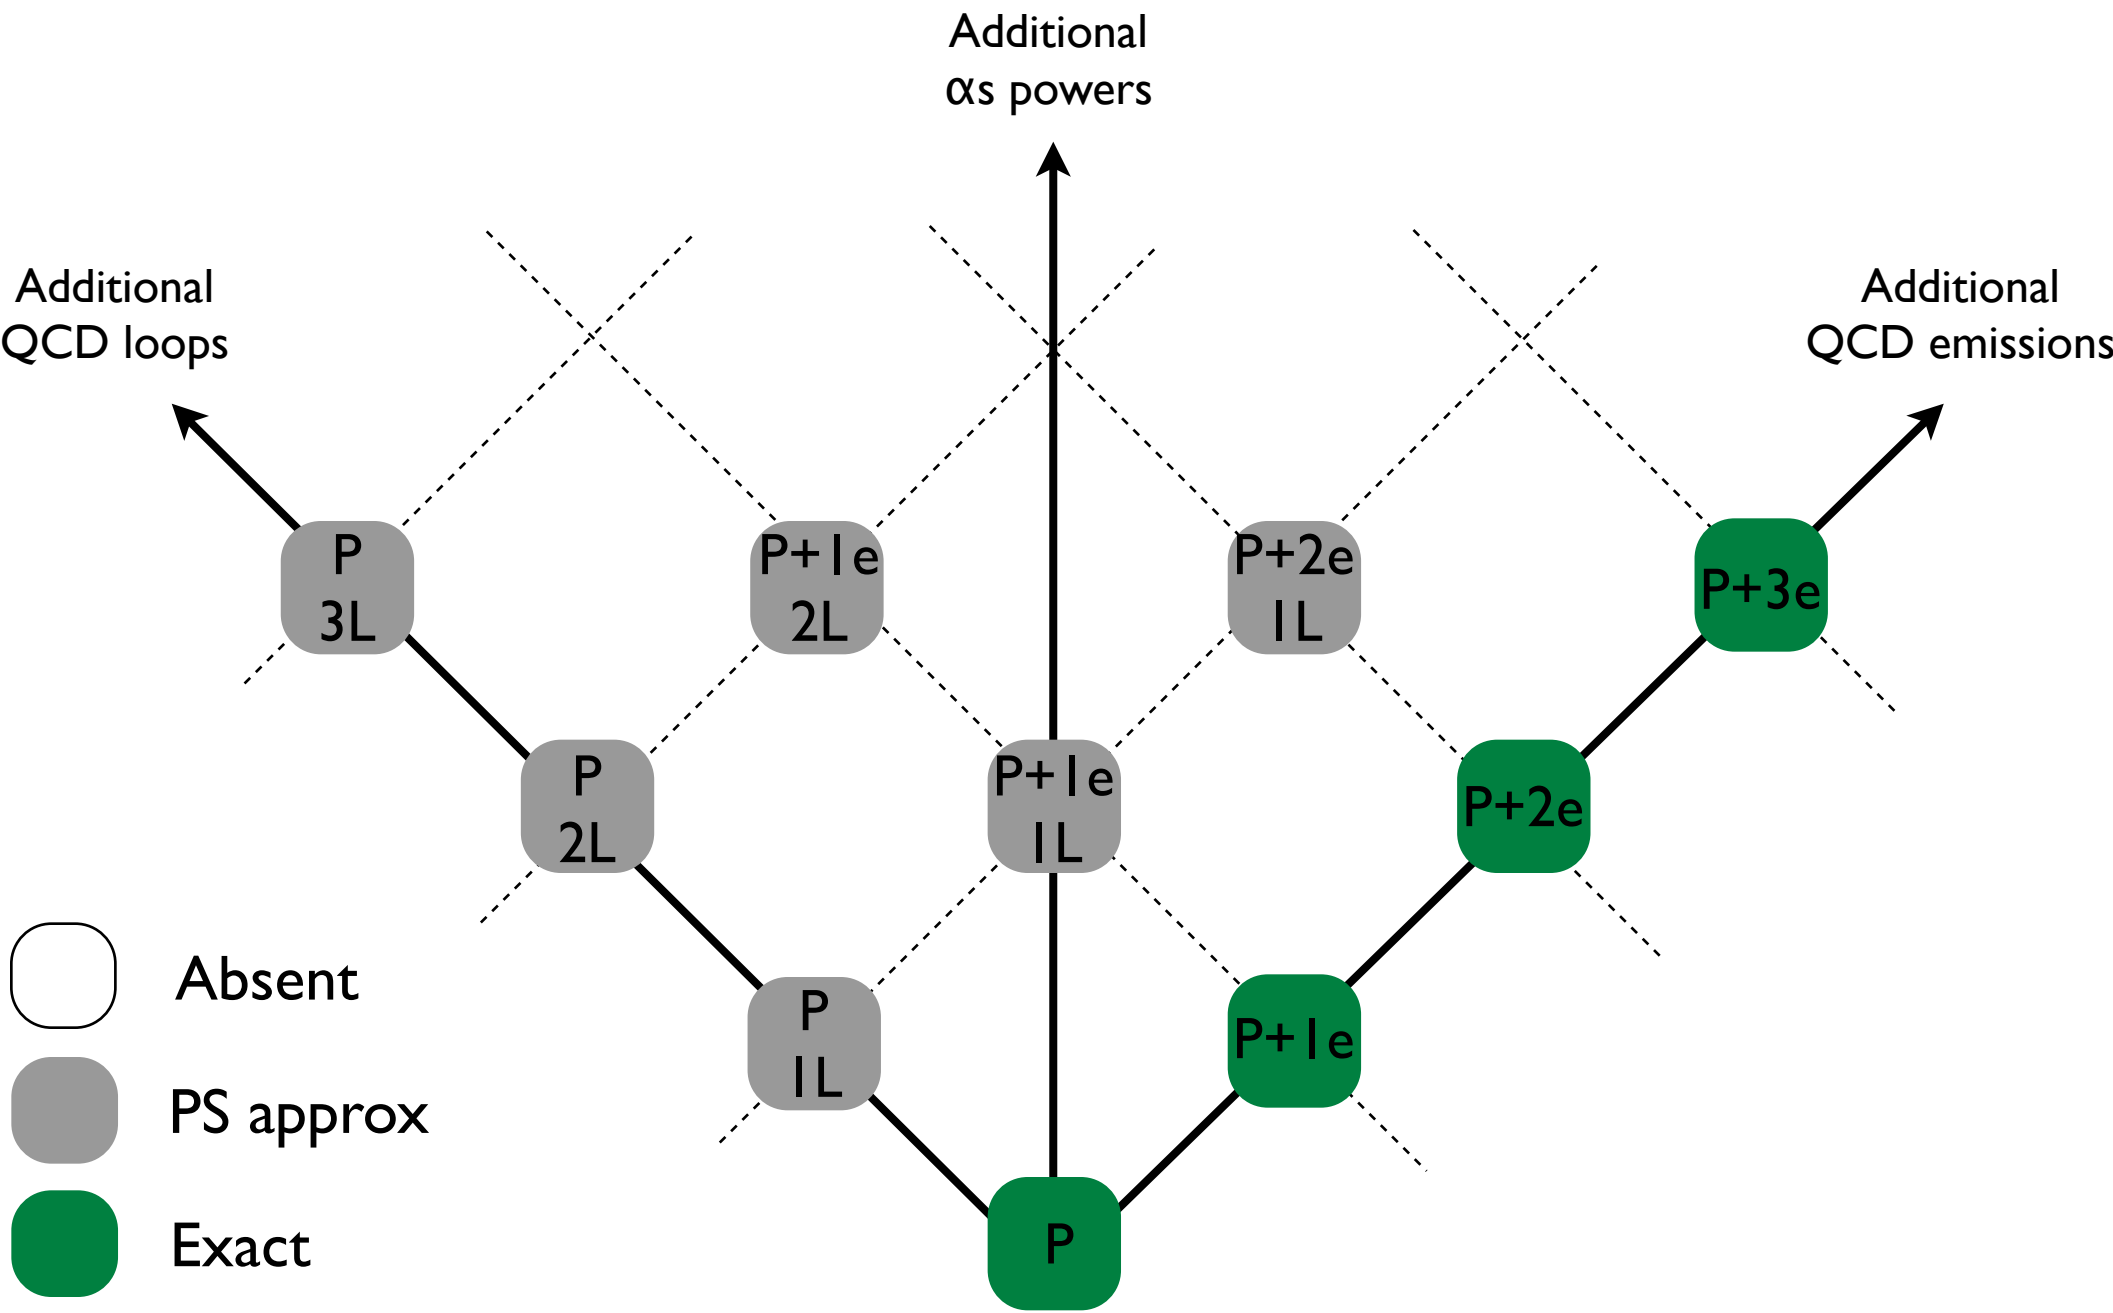 Additional
αs powers
Additional
QCD loops
Additional
QCD emissions
P
3L
P+1e
2L
P+2e
1L
P+3e
P
2L
P+1e
1L
P+2e
P
1L
P+1e
P
Absent
PS approx
Exact